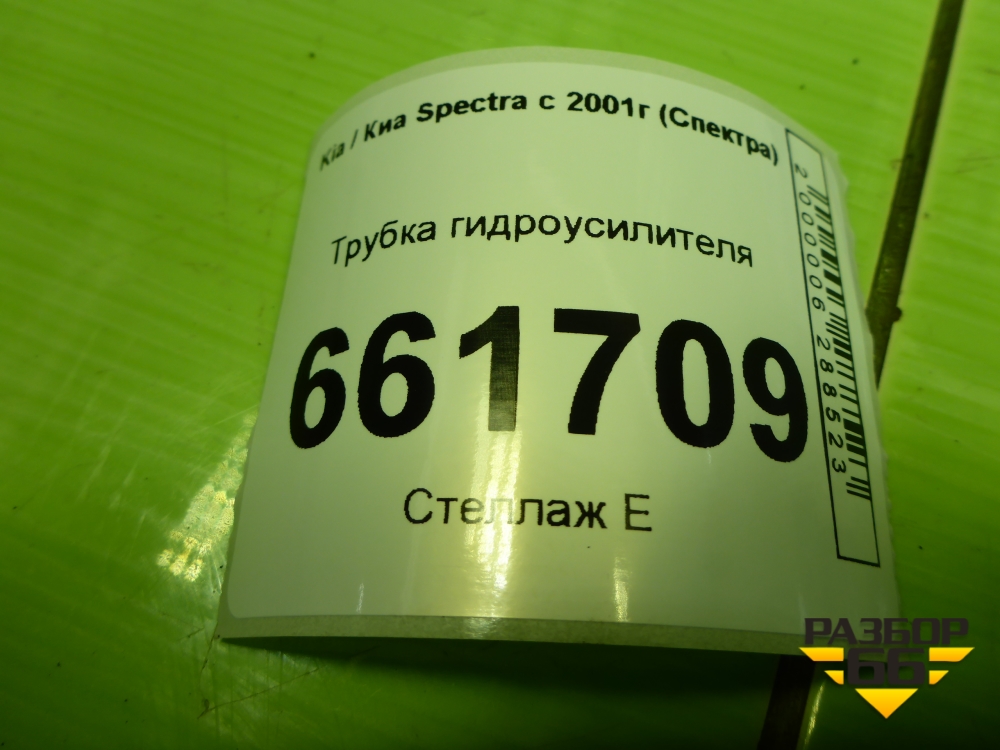 Kia / Киа Spectra с 2001г (Спектра)
Трубка гидроусилителя
661709
Стеллаж Е
2000006288523
РАЗБОР
66